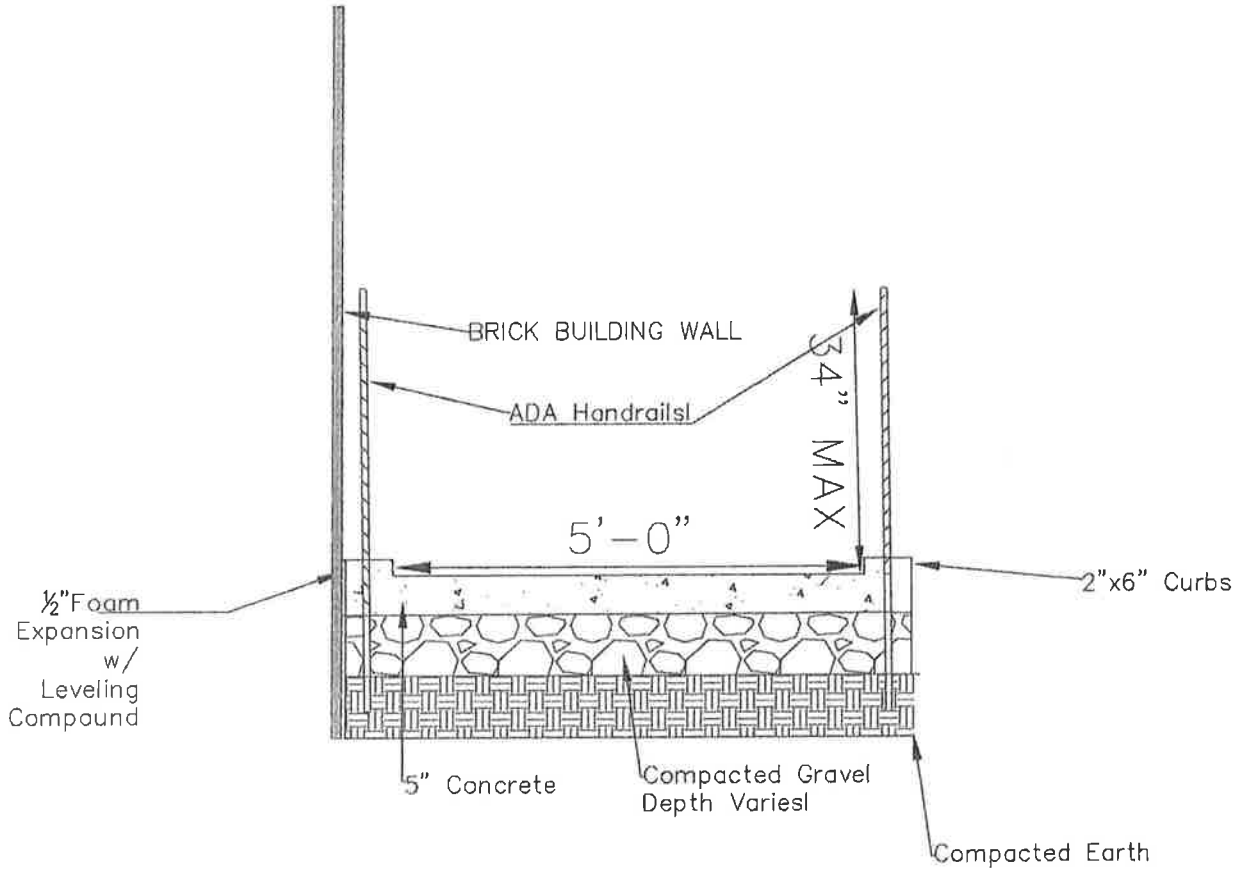 BRICK BUILDING WALL
ADA Handrailsl
34" MAX
5'-0"
½"Foam
Expansion
w/
Leveling
Compound
2"x6" Curbs
5" Concrete
Compacted Gravel
Depth Variesl
Compacted Earth